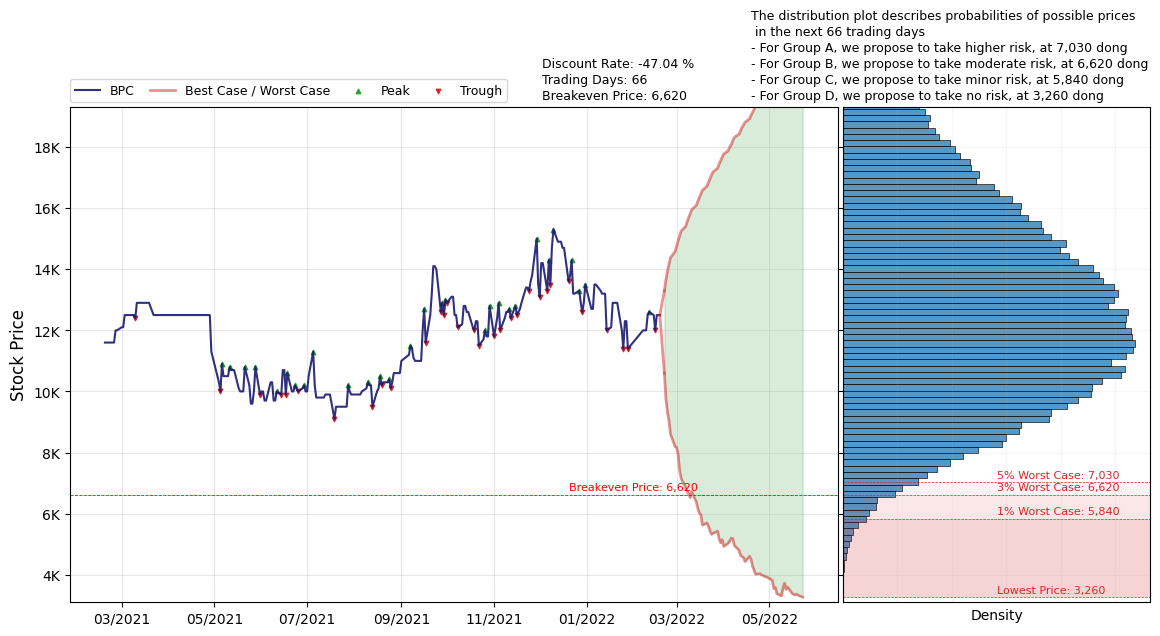 The distribution plot describes probabilities of possible prices
in the next 66 trading days
- For Group A, we propose to take higher risk, at 7,030 dong
- For Group B, we propose to take moderate risk, at 6,620 dong
- For Group C, we propose to take minor risk, at 5,840 dong
- For Group D, we propose to take no risk, at 3,260 dong
Discount Rate: -47.04 %
Trading Days: 66
Breakeven Price: 6,620
BPC
Best Case / Worst Case
Peak
Trough
Stock Price
18K
16K
14K
12K
10K
8K
6K
4K
Breakeven Price: 6,620
03/2021
05/2021
07/2021
09/2021
11/2021
01/2022
03/2022
05/2022
5% Worst Case: 7,030
3% Worst Case: 6,620
1% Worst Case: 5,840
Lowest Price: 3,260
Density